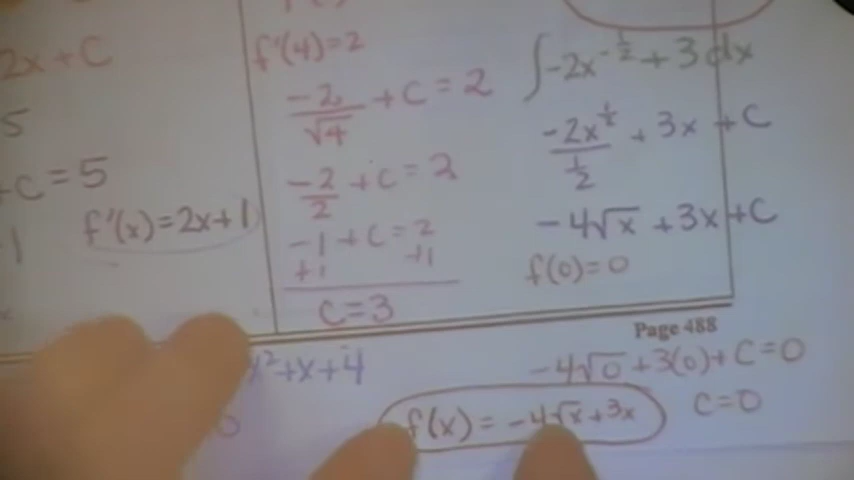 2x + C
5
+C = 5
1
f'(x) = 2x+1
f'(4) = 2
-2/√4 + C = 2
-2/2 + C = 2
-1 + C = 2
+1 +1
C = 3
∫ -2x^(-1/2) + 3 dx
-2x^(1/2)/(1/2) + 3x + C
-4√x + 3x + C
f(0) = 0
Page 488
x² + x + 4
-4√0 + 3(0) + C = 0
C = 0
f(x) = -4√x + 3x